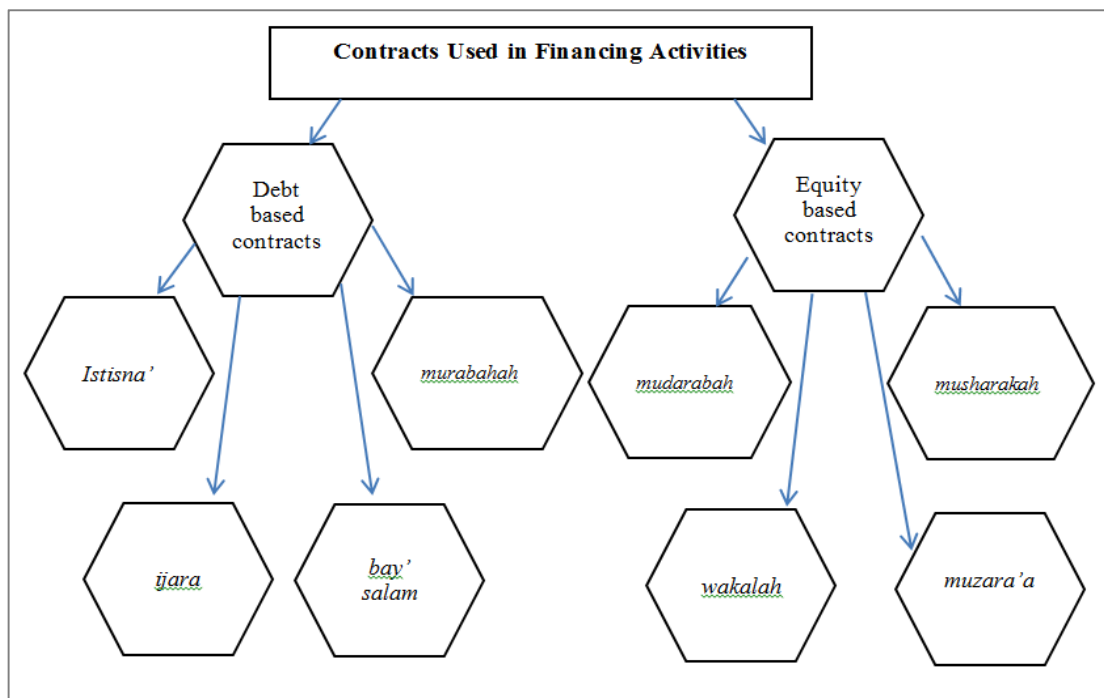 Contracts Used in Financing Activities
Debt
based
contracts
Equity
based
contracts
Istisna’
murabahah
mudarabah
musharakah
ijara
bay’
salam
wakalah
muzara’a